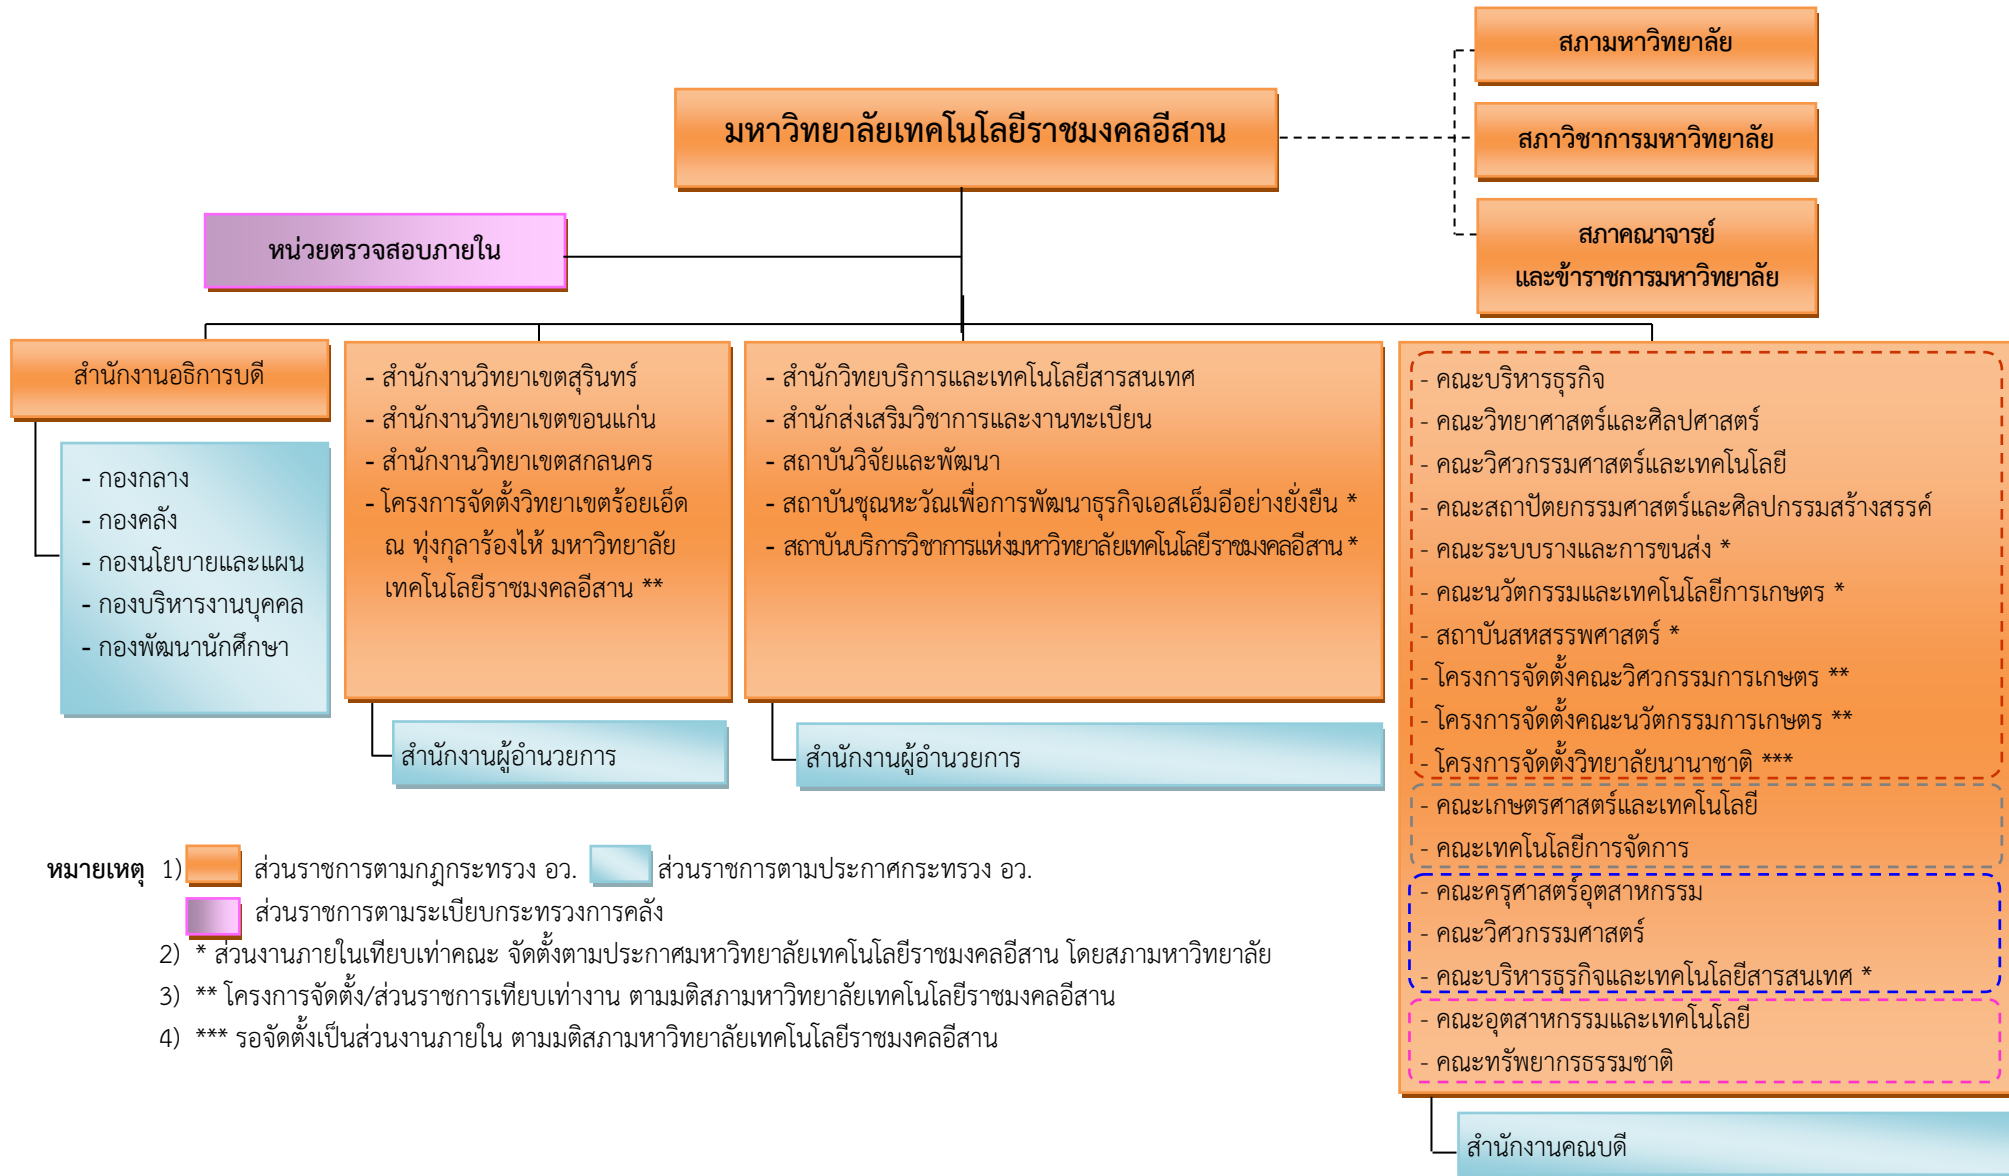 สภามหาวิทยาลัย
มหาวิทยาลัยเทคโนโลยีราชมงคลอีสาน
สภาวิชาการมหาวิทยาลัย
สภาคณาจารย์
และข้าราชการมหาวิทยาลัย
หน่วยตรวจสอบภายใน
สำนักงานอธิการบดี
- กองกลาง
- กองคลัง
- กองนโยบายและแผน
- กองบริหารงานบุคคล
- กองพัฒนานักศึกษา
- สำนักงานวิทยาเขตสุรินทร์
- สำนักงานวิทยาเขตขอนแก่น
- สำนักงานวิทยาเขตสกลนคร
- โครงการจัดตั้งวิทยาเขตร้อยเอ็ด
ณ ทุ่งกุลาร้องไห้ มหาวิทยาลัย
เทคโนโลยีราชมงคลอีสาน **
สำนักงานผู้อำนวยการ
- สำนักวิทยบริการและเทคโนโลยีสารสนเทศ
- สำนักส่งเสริมวิชาการและงานทะเบียน
- สถาบันวิจัยและพัฒนา
- สถาบันชุณหะวัณเพื่อการพัฒนาธุรกิจเอสเอ็มอีอย่างยั่งยืน *
- สถาบันบริการวิชาการแห่งมหาวิทยาลัยเทคโนโลยีราชมงคลอีสาน *
สำนักงานผู้อำนวยการ
- คณะบริหารธุรกิจ
- คณะวิทยาศาสตร์และศิลปศาสตร์
- คณะวิศวกรรมศาสตร์และเทคโนโลยี
- คณะสถาปัตยกรรมศาสตร์และศิลปกรรมสร้างสรรค์
- คณะระบบรางและการขนส่ง *
- คณะนวัตกรรมและเทคโนโลยีการเกษตร *
- สถาบันสหสรรพศาสตร์ *
- โครงการจัดตั้งคณะวิศวกรรมการเกษตร **
- โครงการจัดตั้งคณะนวัตกรรมการเกษตร **
- โครงการจัดตั้งวิทยาลัยนานาชาติ ***
- คณะเกษตรศาสตร์และเทคโนโลยี
- คณะเทคโนโลยีการจัดการ
- คณะครุศาสตร์อุตสาหกรรม
- คณะวิศวกรรมศาสตร์
- คณะบริหารธุรกิจและเทคโนโลยีสารสนเทศ *
- คณะอุตสาหกรรมและเทคโนโลยี
- คณะทรัพยากรธรรมชาติ
สำนักงานคณบดี
หมายเหตุ 1) ส่วนราชการตามกฎกระทรวง อว. ส่วนราชการตามประกาศกระทรวง อว.
ส่วนราชการตามระเบียบกระทรวงการคลัง
2) * ส่วนงานภายในเทียบเท่าคณะ จัดตั้งตามประกาศมหาวิทยาลัยเทคโนโลยีราชมงคลอีสาน โดยสภามหาวิทยาลัย
3) ** โครงการจัดตั้ง/ส่วนราชการเทียบเท่างาน ตามมติสภามหาวิทยาลัยเทคโนโลยีราชมงคลอีสาน
4) *** รอจัดตั้งเป็นส่วนงานภายใน ตามมติสภามหาวิทยาลัยเทคโนโลยีราชมงคลอีสาน